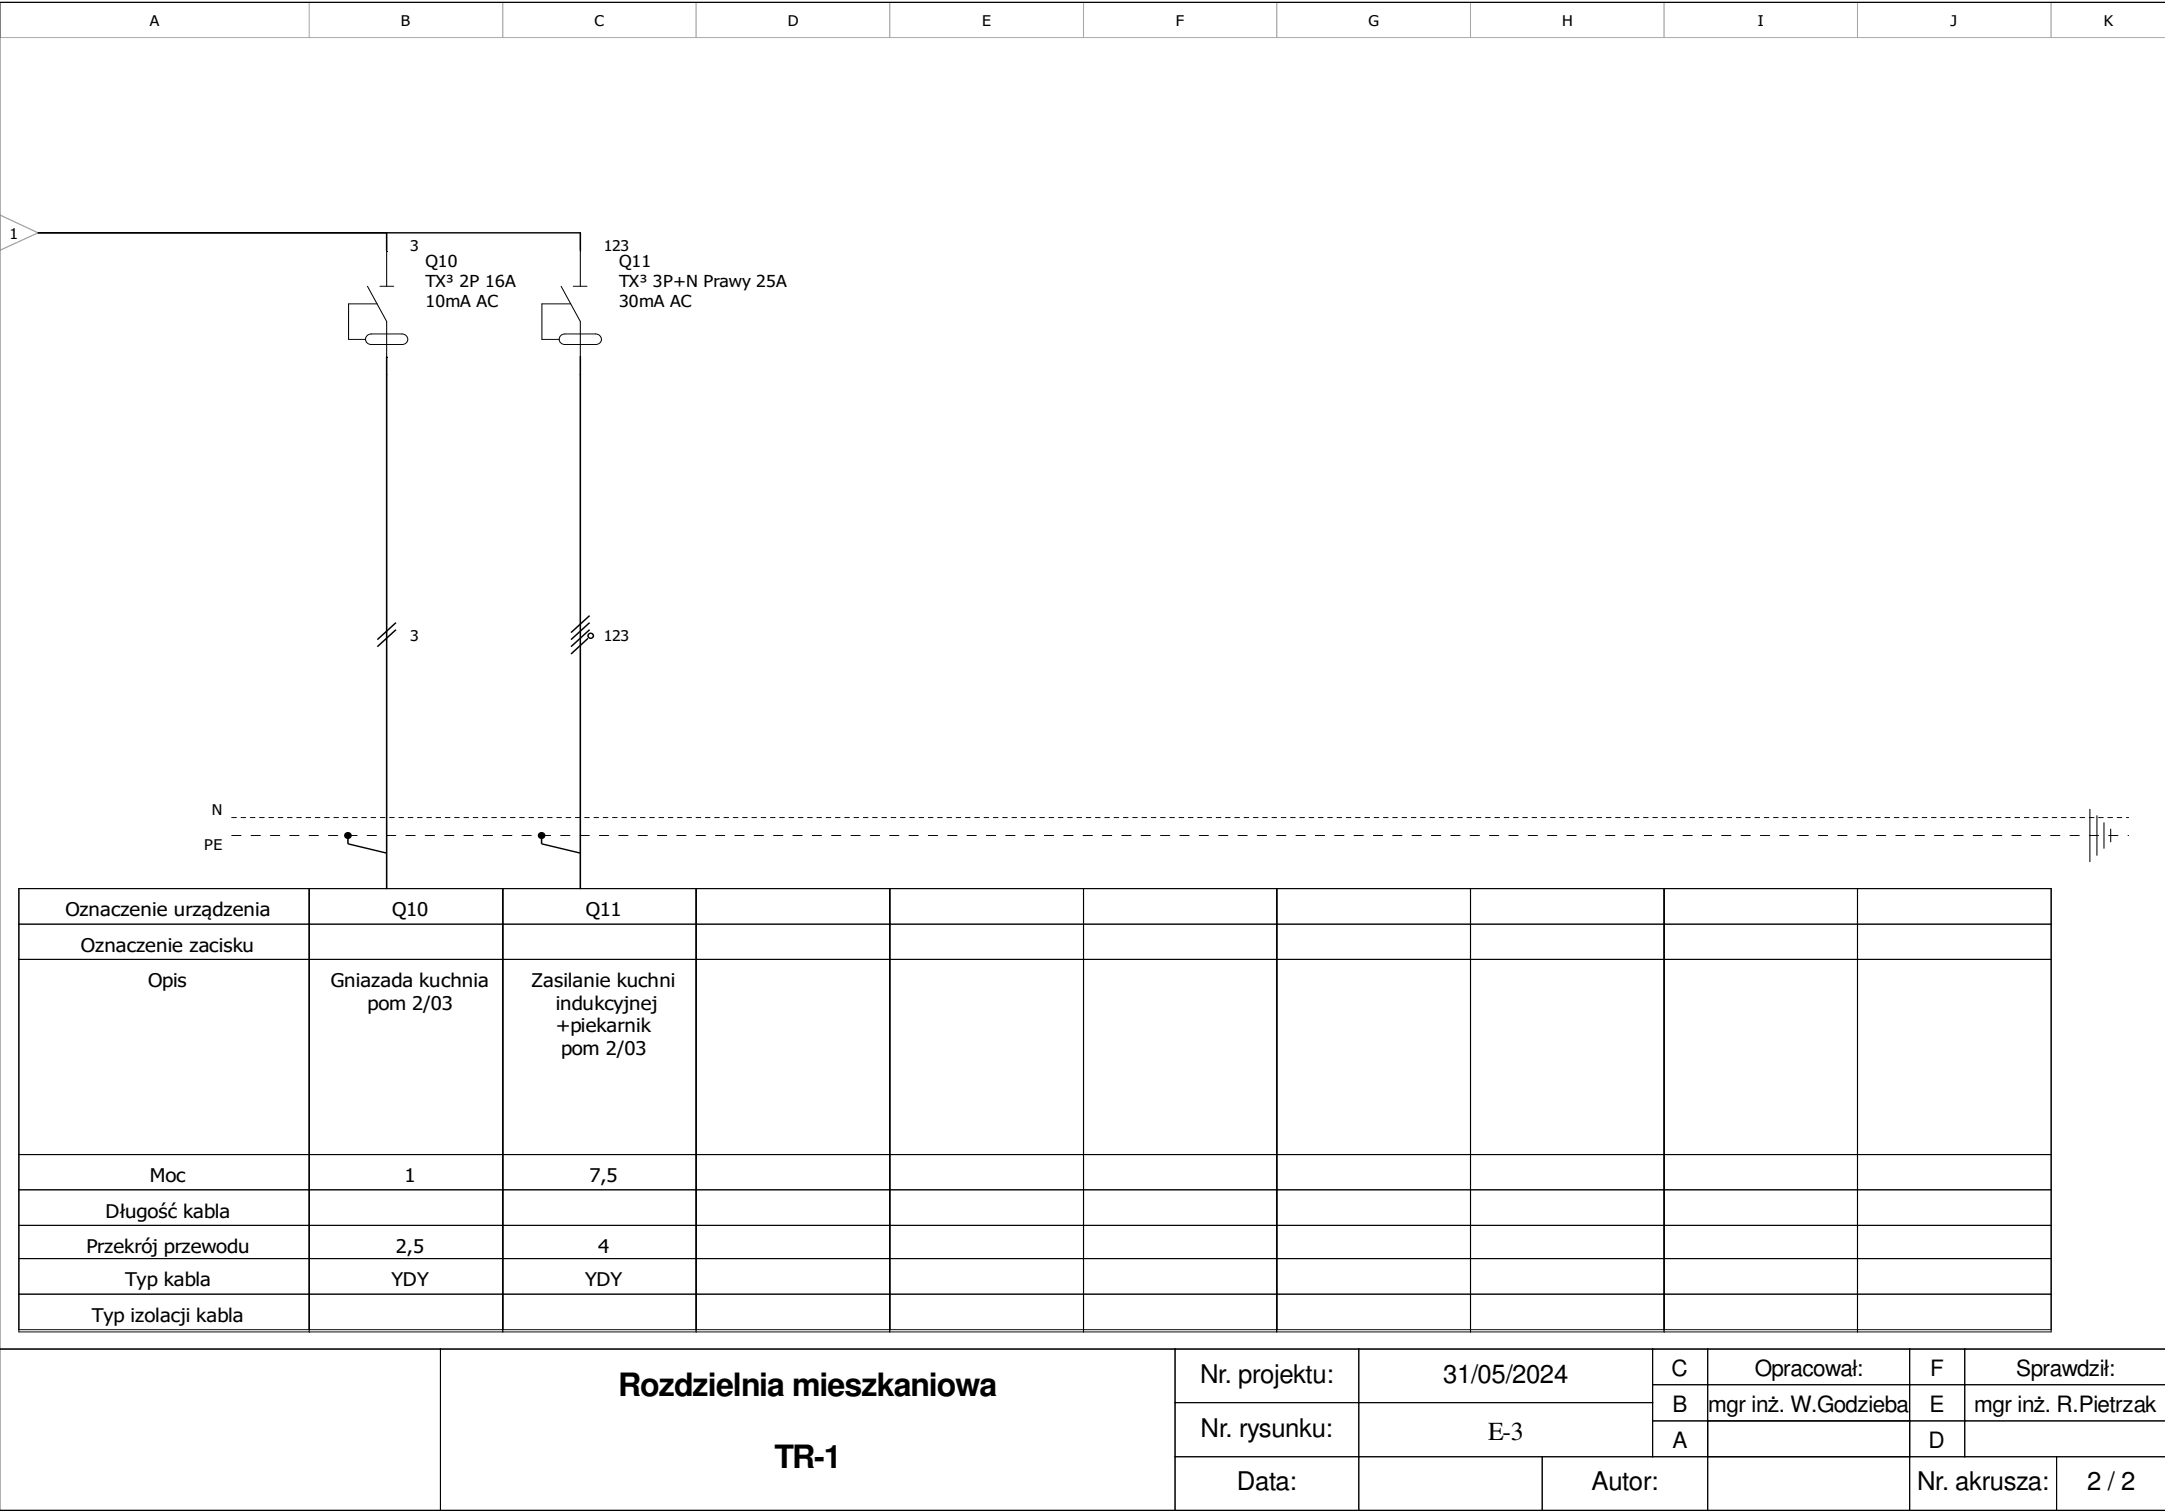 A B C D E F G H I J K
1
3
Q10
TX³ 2P 16A
10mA AC
123
Q11
TX³ 3P+N Prawy 25A
30mA AC
3
123
N
PE
Oznaczenie urządzenia Q10 Q11
Oznaczenie zacisku
Opis
Gniazada kuchnia
pom 2/03
Zasilanie kuchni
indukcyjnej
+piekarnik
pom 2/03
Moc 1 7,5
Długość kabla
Przekrój przewodu 2,5 4
Typ kabla YDY YDY
Typ izolacji kabla
Rozdzielnia mieszkaniowa
TR-1
Nr. projektu: 31/05/2024
Nr. rysunku: E-3
Data: Autor:
C Opracował: F Sprawdził:
B mgr inż. W.Godzieba E mgr inż. R.Pietrzak
A D
Nr. akrusza: 2 / 2